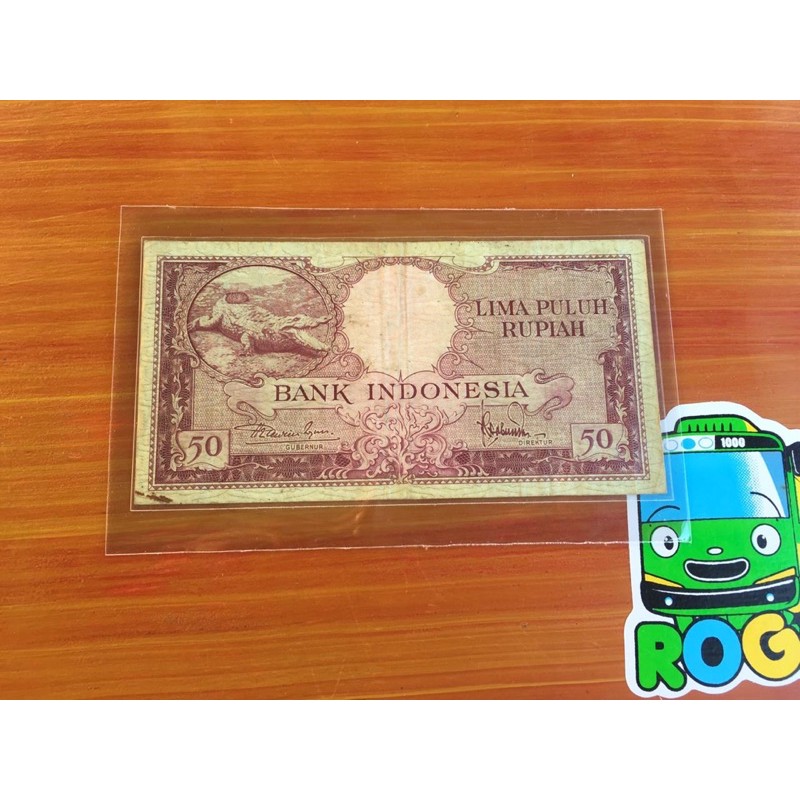 LIMA PULUH
RUPIAH
BANK INDONESIA
50
GUBERNUR
DIREKTUR
50
1000
ROG